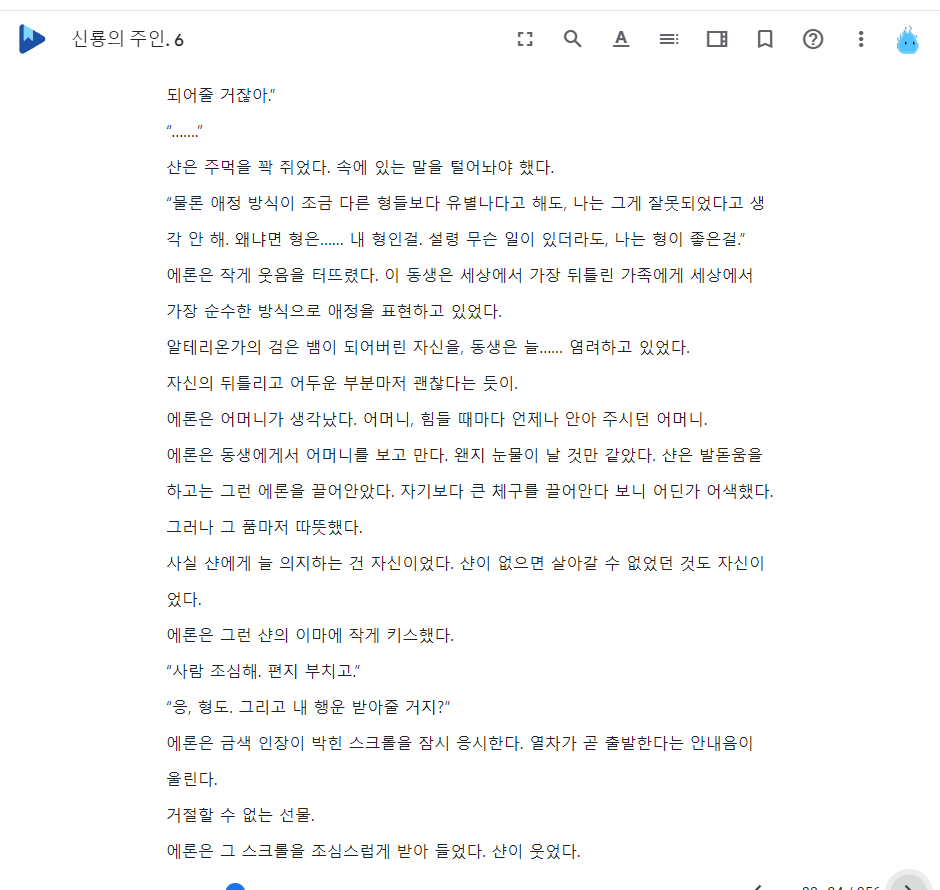 신룡의 주인. 6
되어줄 거잖아.”
“…….”
샨은 주먹을 꽉 쥐었다. 속에 있는 말을 털어놔야 했다.
“물론 애정 방식이 조금 다른 형들보다 유별나다고 해도, 나는 그게 잘못되었다고 생
각 안 해. 왜냐면 형은…… 내 형인걸. 설령 무슨 일이 있더라도, 나는 형이 좋은걸.”
에론은 작게 웃음을 터뜨렸다. 이 동생은 세상에서 가장 뒤틀린 가족에게 세상에서
가장 순수한 방식으로 애정을 표현하고 있었다.
알테리온가의 검은 뱀이 되어버린 자신을, 동생은 늘…… 염려하고 있었다.
자신의 뒤틀리고 어두운 부분마저 괜찮다는 듯이.
에론은 어머니가 생각났다. 어머니, 힘들 때마다 언제나 안아 주시던 어머니.
에론은 동생에게서 어머니를 보고 만다. 왠지 눈물이 날 것만 같았다. 샨은 발돋움을
하고는 그런 에론을 끌어안았다. 자기보다 큰 체구를 끌어안다 보니 어딘가 어색했다.
그러나 그 품마저 따뜻했다.
사실 샨에게 늘 의지하는 건 자신이었다. 샨이 없으면 살아갈 수 없었던 것도 자신이
었다.
에론은 그런 샨의 이마에 작게 키스했다.
“사람 조심해. 편지 부치고.”
“응, 형도. 그리고 내 행운 받아줄 거지?”
에론은 금색 인장이 박힌 스크롤을 잠시 응시한다. 열차가 곧 출발한다는 안내음이
울린다.
거절할 수 없는 선물.
에론은 그 스크롤을 조심스럽게 받아 들었다. 샨이 웃었다.